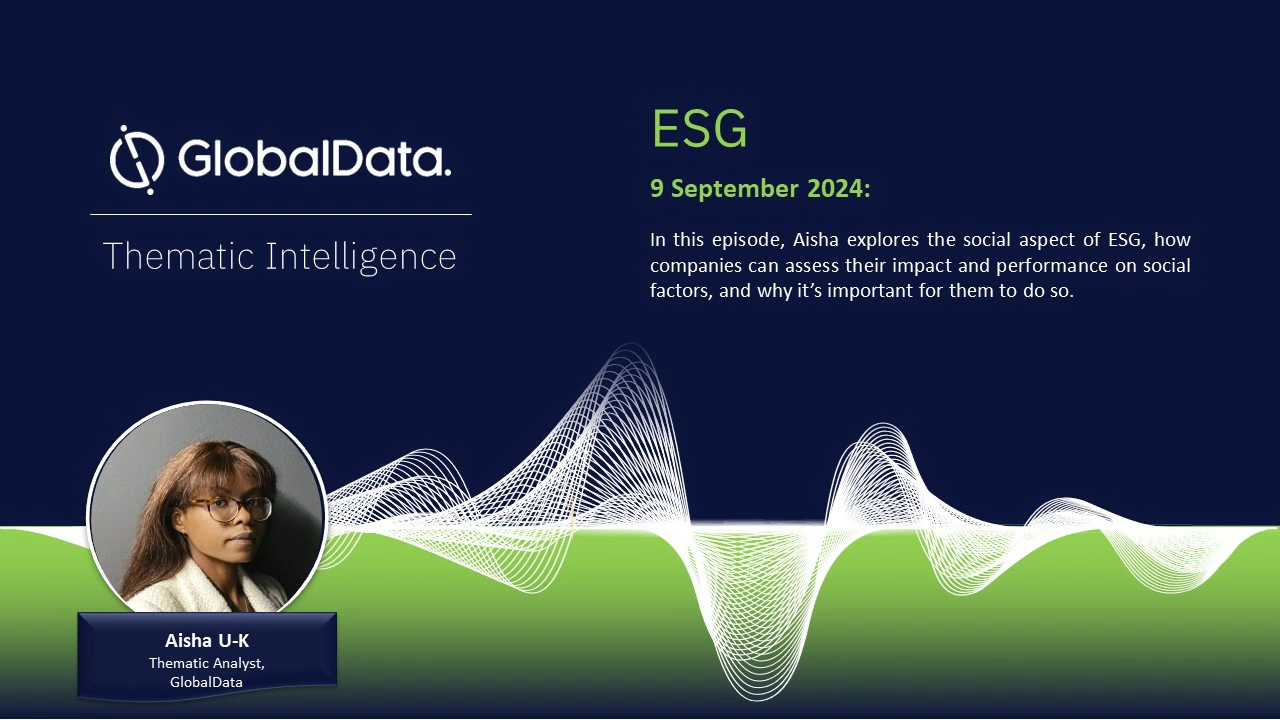 GlobalData.
Thematic Intelligence
ESG
9 September 2024:
In this episode, Aisha explores the social aspect of ESG, how
companies can assess their impact and performance on social
factors, and why it’s important for them to do so.
Aisha U-K
Thematic Analyst,
GlobalData